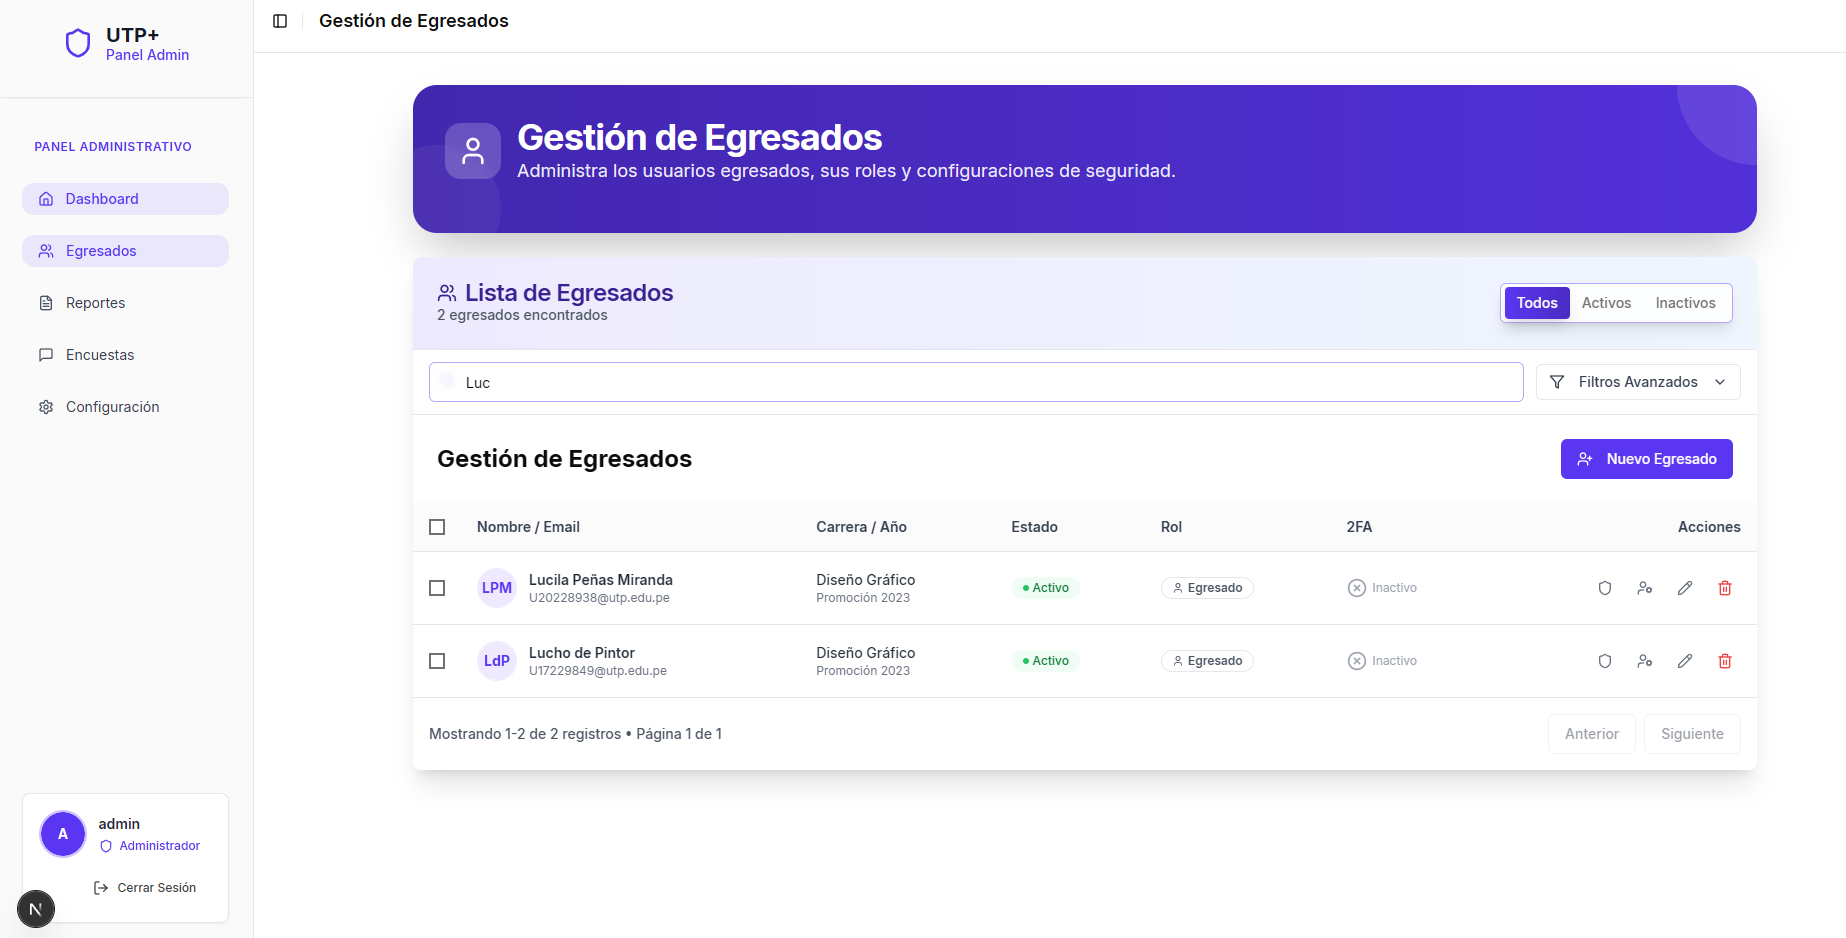 UTP+
Panel Admin
Gestión de Egresados
PANEL ADMINISTRATIVO
Dashboard
Egresados
Reportes
Encuestas
Configuración
Gestión de Egresados
Administra los usuarios egresados, sus roles y configuraciones de seguridad.
Lista de Egresados
2 egresados encontrados
Todos Activos Inactivos
Luc
Filtros Avanzados
Gestión de Egresados
Nuevo Egresado
Nombre / Email Carrera / Año Estado Rol 2FA Acciones
LPM Lucila Peñas Miranda Diseño Gráfico Activo Egresado Inactivo
U20228938@utp.edu.pe Promoción 2023
LdP Lucho de Pintor Diseño Gráfico Activo Egresado Inactivo
U17229849@utp.edu.pe Promoción 2023
Mostrando 1-2 de 2 registros • Página 1 de 1
Anterior Siguiente
A admin
Administrador
Cerrar Sesión
N